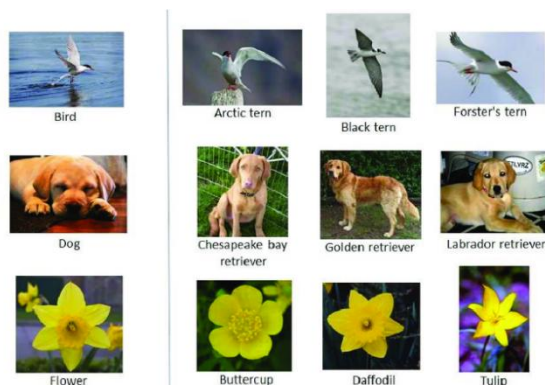 Bird
Arctic tern
Black tern
Forster's tern
Dog
Chesapeake bay
retriever
Golden retriever
Labrador retriever
Flower
Buttercup
Daffodil
Tulip